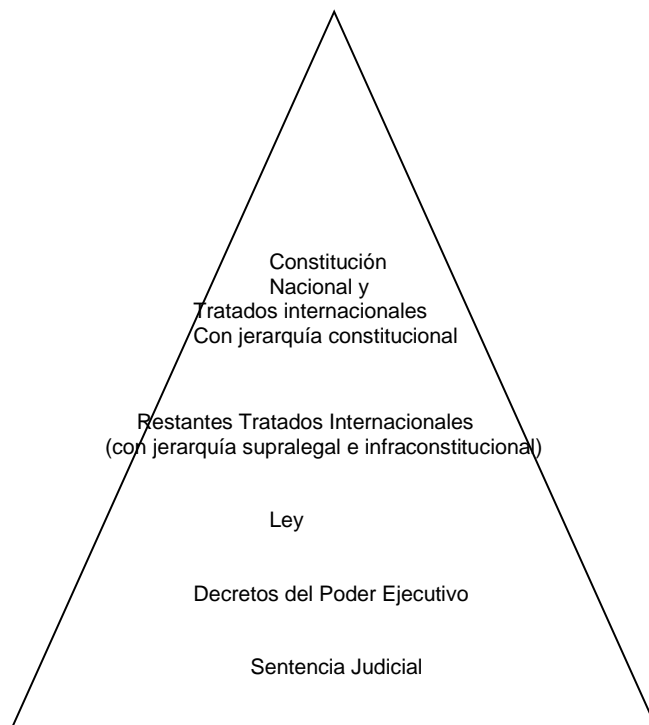 Constitución
Nacional y
Tratados internacionales
Con jerarquía constitucional
Restantes Tratados Internacionales
(con jerarquía supralegal e infraconstitucional)
Ley
Decretos del Poder Ejecutivo
Sentencia Judicial